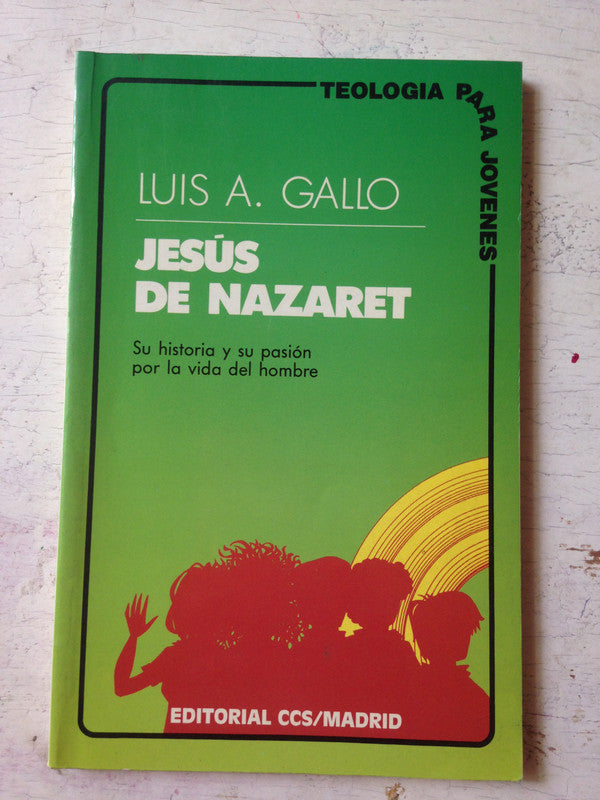 TEOLOGIA PARA JOVENES
LUIS A. GALLO
JESÚS
DE NAZARET
Su historia y su pasión
por la vida del hombre
EDITORIAL CCS/MADRID